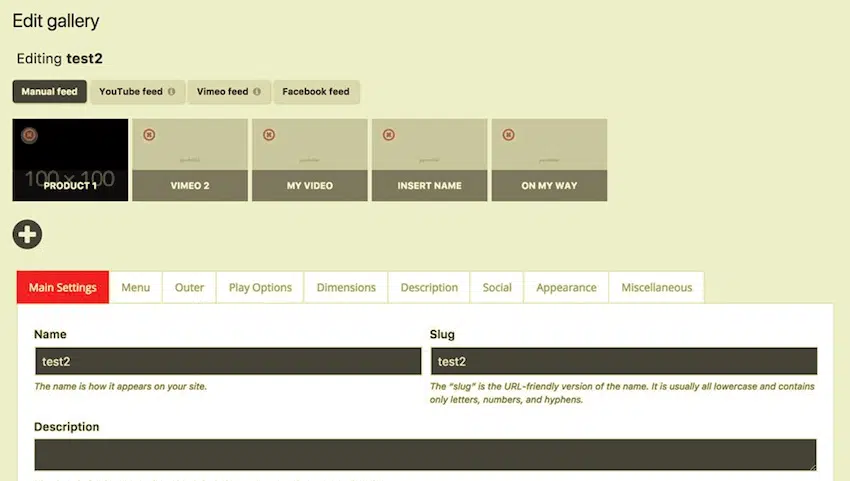 Edit gallery
Editing test2
Manual feed YouTube feed Vimeo feed Facebook feed
100 × 100
PRODUCT 1 VIMEO 2 MY VIDEO INSERT NAME ON MY WAY
Main Settings Menu Outer Play Options Dimensions Description Social Appearance Miscellaneous
Name Slug
test2 test2
The name is how it appears on your site. The “slug” is the URL-friendly version of the name. It is usually all lowercase and contains
only letters, numbers, and hyphens.
Description